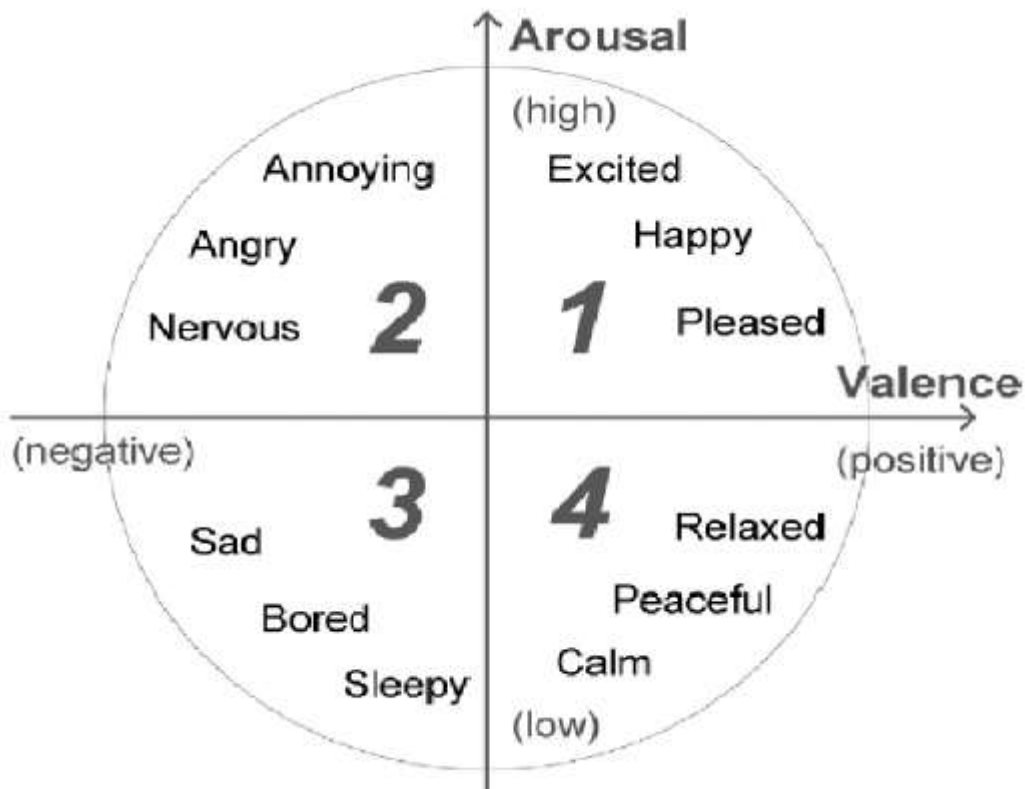 Arousal
(high)
Annoying
Excited
Angry
Happy
2
1
Nervous
Pleased
Valence
(negative)
(positive)
3
4
Sad
Relaxed
Bored
Peaceful
Sleepy
Calm
(low)